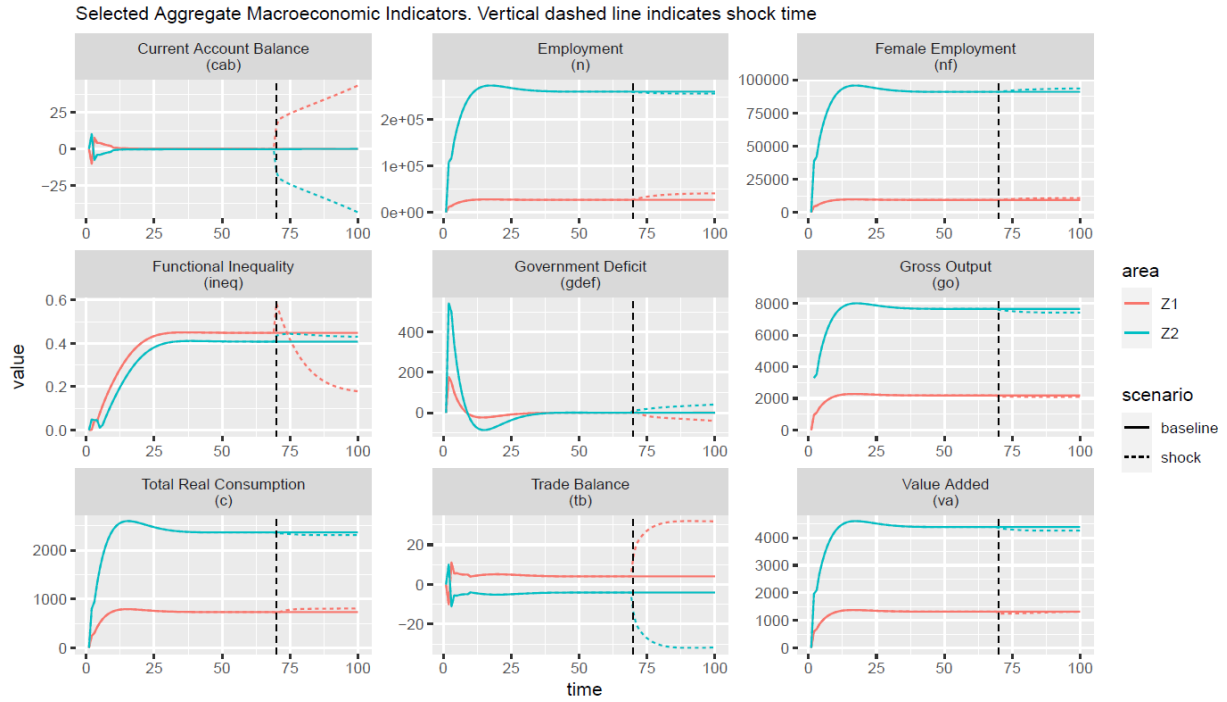 Selected Aggregate Macroeconomic Indicators. Vertical dashed line indicates shock time
Current Account Balance
(cab)
Employment
(n)
Female Employment
(nf)
25
0
−25
0 25 50 75 100
2e+05
1e+05
0e+00
0 25 50 75 100
100000
75000
50000
25000
0
0 25 50 75 100
Functional Inequality
(ineq)
Government Deficit
(gdef)
Gross Output
(go)
0.6
0.4
0.2
0.0
0 25 50 75 100
400
200
0
0 25 50 75 100
8000
6000
4000
2000
0
0 25 50 75 100
Total Real Consumption
(c)
Trade Balance
(tb)
Value Added
(va)
2000
1000
0
0 25 50 75 100
20
0
−20
0 25 50 75 100
4000
3000
2000
1000
0
0 25 50 75 100
value
time
area
Z1
Z2
scenario
baseline
shock